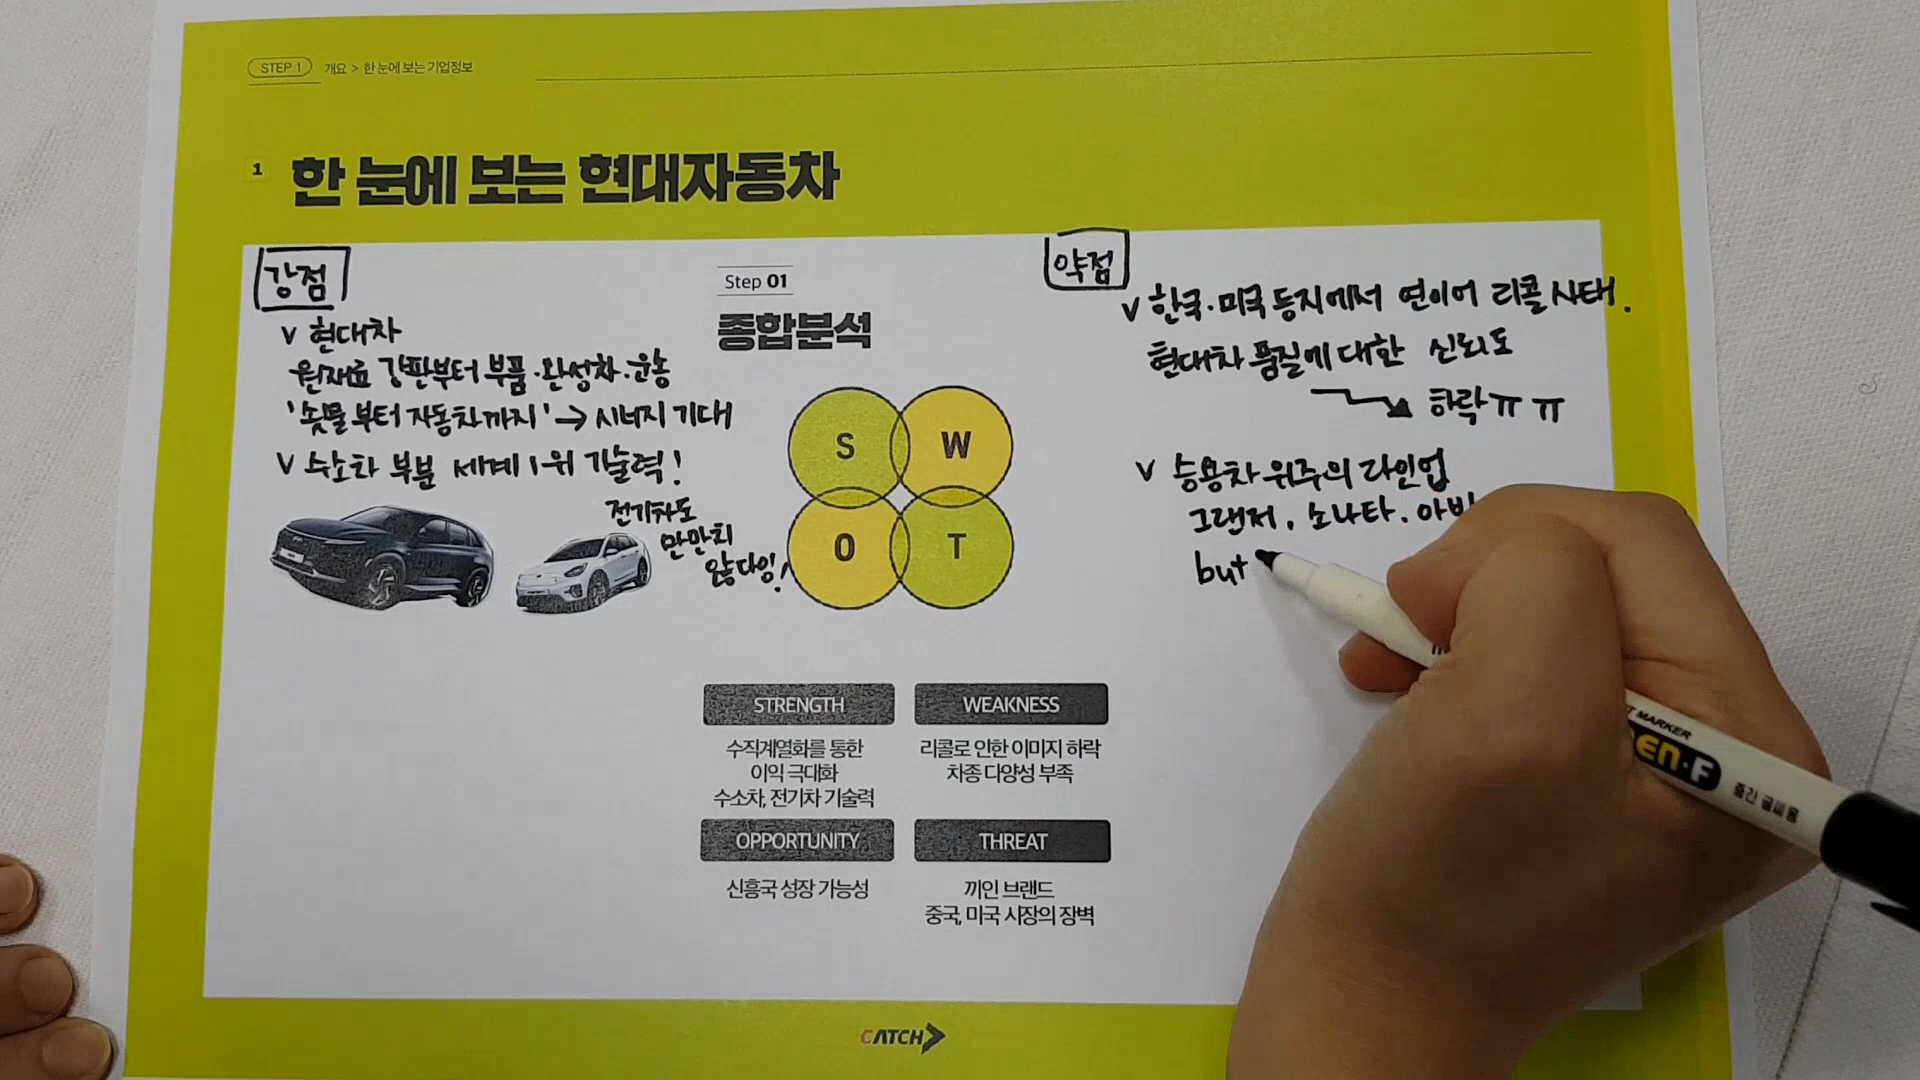 STEP 1 개요 > 한 눈에 보는 기업정보
1 한 눈에 보는 현대자동차
강점
v 현대차
원재료 강판부터 부품·완성차·운송
'쇳물부터 자동차까지' → 시너지 기대
v 수소차 부분 세계 1위 기술력!
전기차도
만만치
않다잉!
Step 01
종합분석
S W
O T
STRENGTH
수직계열화를 통한
이익 극대화
수소차, 전기차 기술력
WEAKNESS
리콜로 인한 이미지 하락
차종 다양성 부족
OPPORTUNITY
신흥국 성장 가능성
THREAT
끼인 브랜드
중국, 미국 시장의 장벽
약점
v 한국·미국 등지에서 연이어 리콜 사태.
현대차 품질에 대한 신뢰도
하락ㅠㅠ
v 승용차 위주의 라인업
그랜저, 소나타.
but
CATCH
중간글씨용